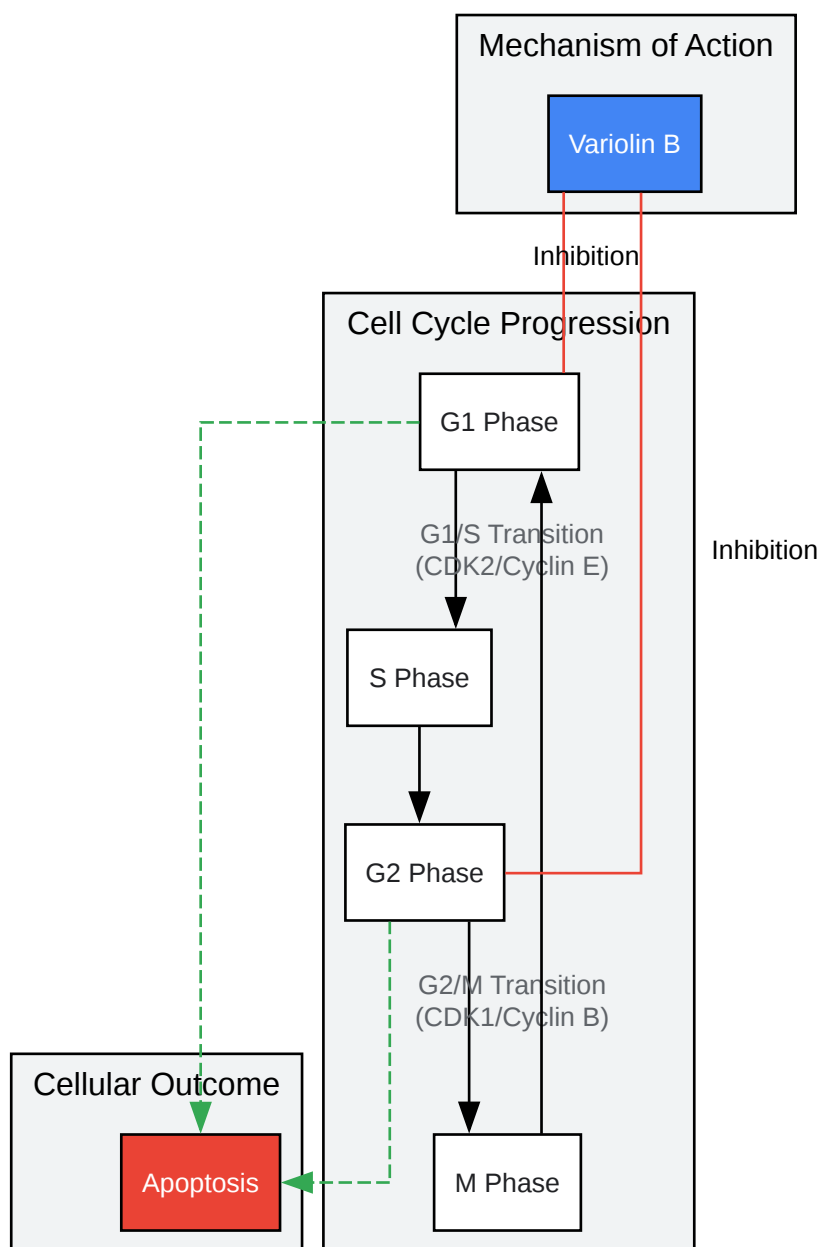 Mechanism of Action
Variolin B
Inhibition
Cell Cycle Progression
G1 Phase
G1/S Transition
(CDK2/Cyclin E)
Inhibition
S Phase
G2 Phase
G2/M Transition
(CDK1/Cyclin B)
Cellular Outcome
Apoptosis
M Phase